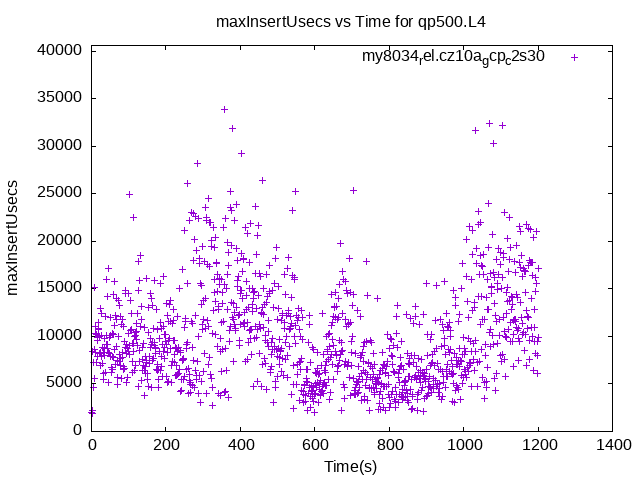 maxInsertUsecs vs Time for qp500.L4
my8034_rel.cz10a_gcp_c2s30
40000
35000
30000
25000
20000
15000
10000
5000
0
maxInsertUsecs
0 200 400 600 800 1000 1200 1400
Time(s)